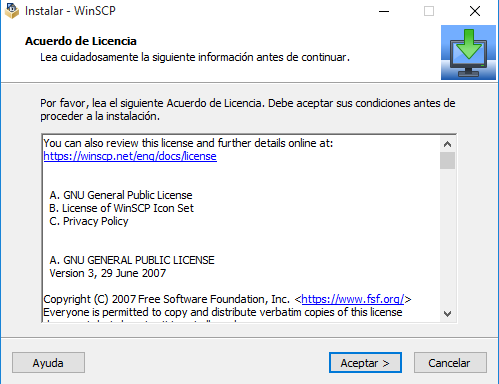 Instalar - WinSCP
Acuerdo de Licencia
Lea cuidadosamente la siguiente información antes de continuar.
Por favor, lea el siguiente Acuerdo de Licencia. Debe aceptar sus condiciones antes de
proceder a la instalación.
You can also review this license and further details online at:
https://winscp.net/eng/docs/license
A. GNU General Public License
B. License of WinSCP Icon Set
C. Privacy Policy
A. GNU GENERAL PUBLIC LICENSE
Version 3, 29 June 2007
Copyright (C) 2007 Free Software Foundation, Inc. <https://www.fsf.org/>
Everyone is permitted to copy and distribute verbatim copies of this license
Ayuda
Aceptar >
Cancelar